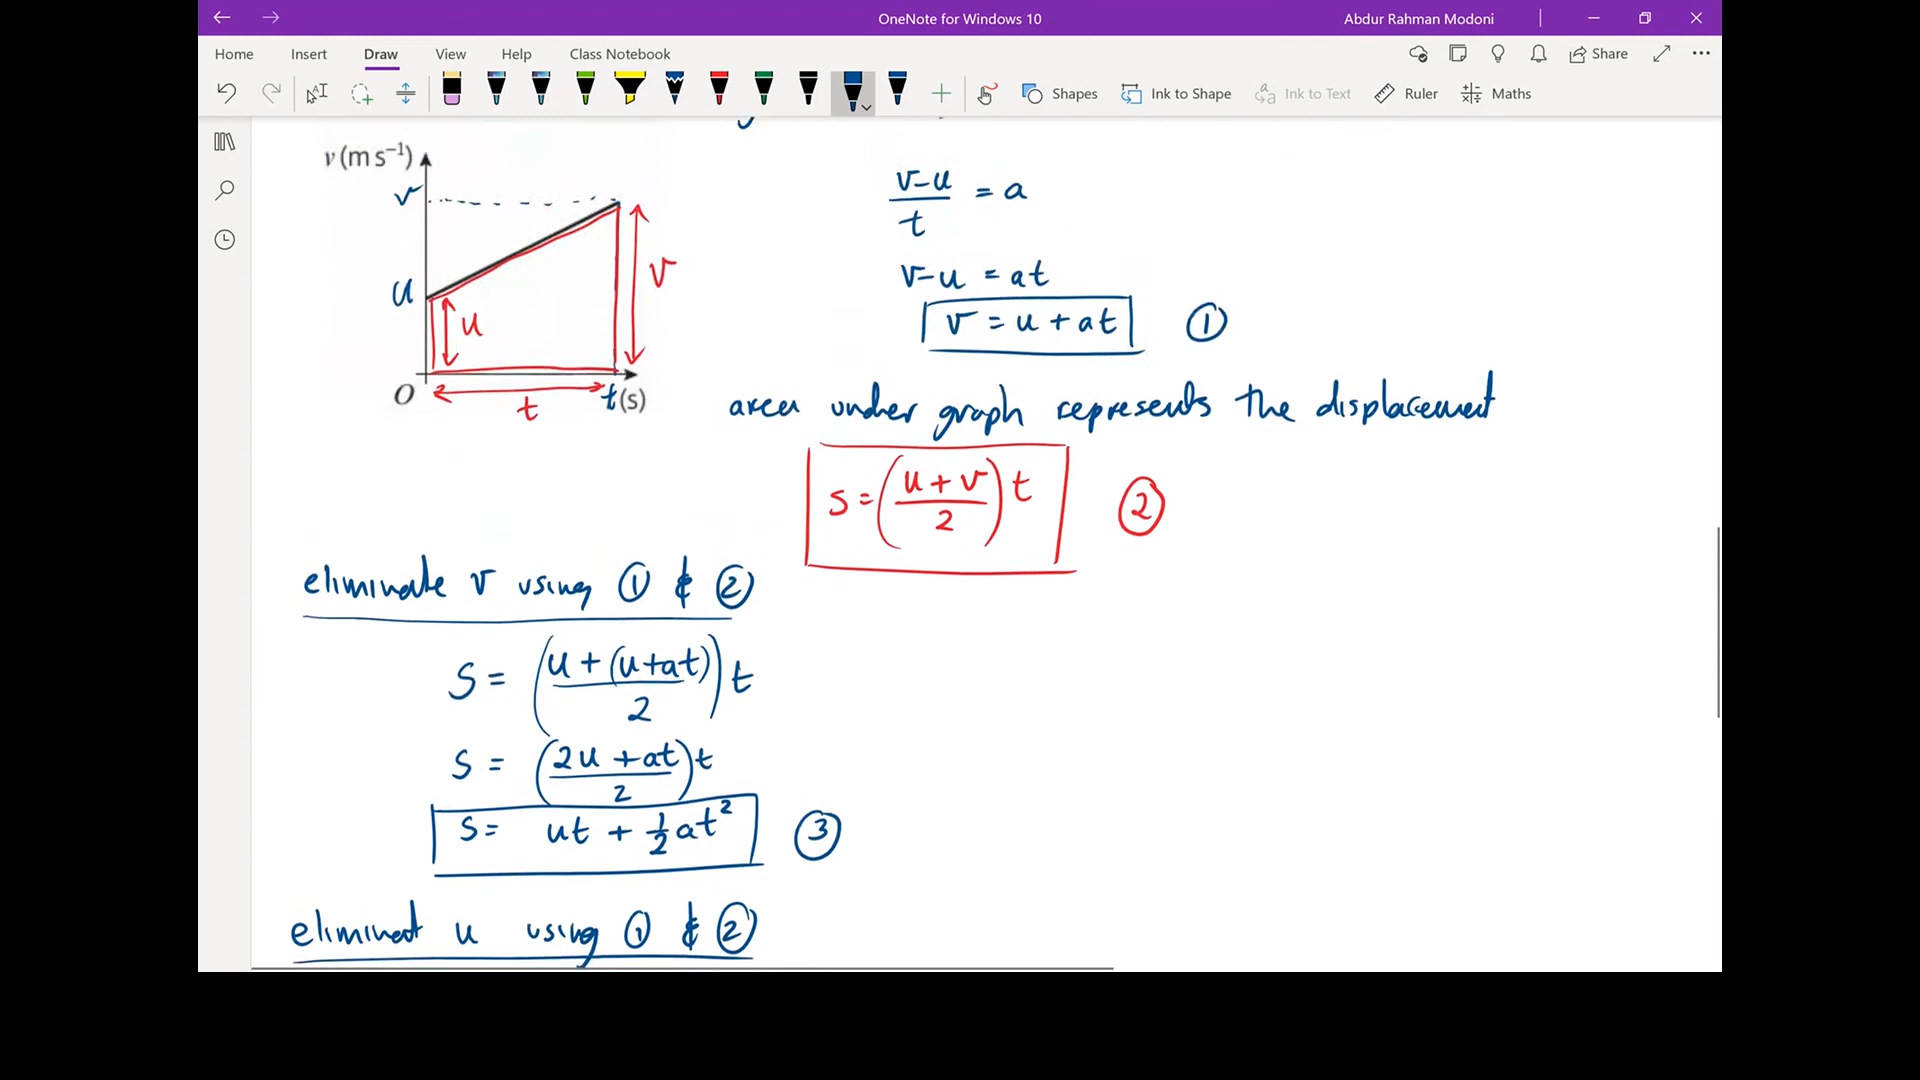 OneNote for Windows 10
Abdur Rahman Modoni
Home Insert Draw View Help Class Notebook
Share
Shapes Ink to Shape Ink to Text Ruler Maths
v (m s⁻¹)
v
u
u
v
O
t
t(s)
(v-u)/t = a
v-u = at
v = u + at ①
area under graph represents the displacement
s = ((u + v)/2) t ②
eliminate v using ① & ②
S = ((u + (u+at))/2) t
S = ((2u + at)/2) t
S = ut + ½at² ③
eliminat u using ① & ②